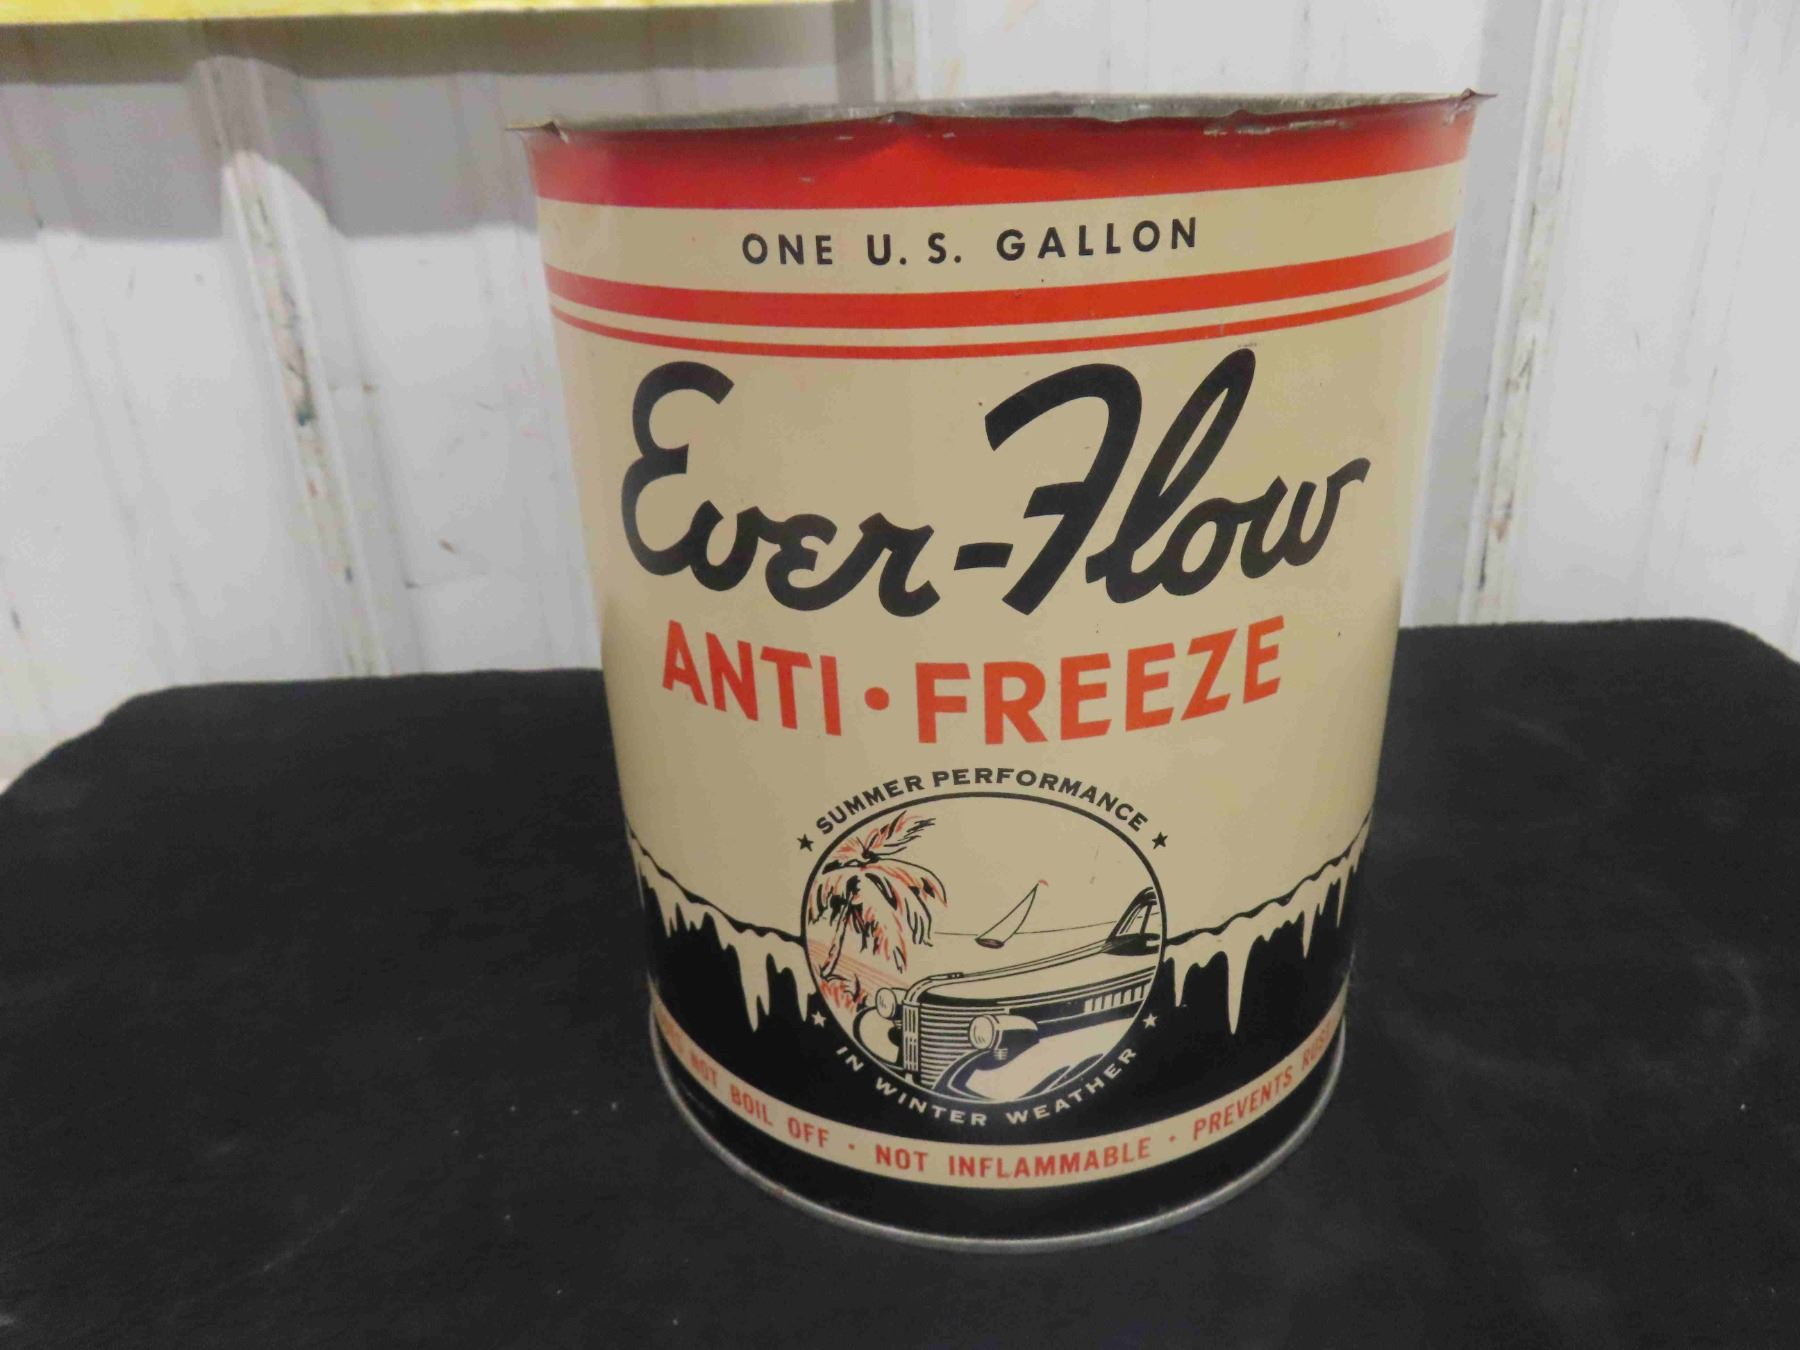 ONE U.S. GALLON
Ever-Flow
ANTI·FREEZE
SUMMER PERFORMANCE
IN WINTER WEATHER
NOT BOIL OFF · NOT INFLAMMABLE · PREVENTS